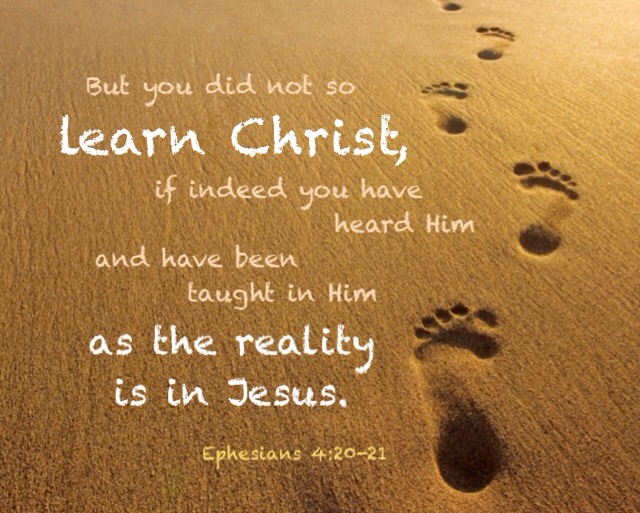 But you did not so
learn Christ,
if indeed you have
heard Him
and have been
taught in Him
as the reality
is in Jesus.
Ephesians 4:20-21